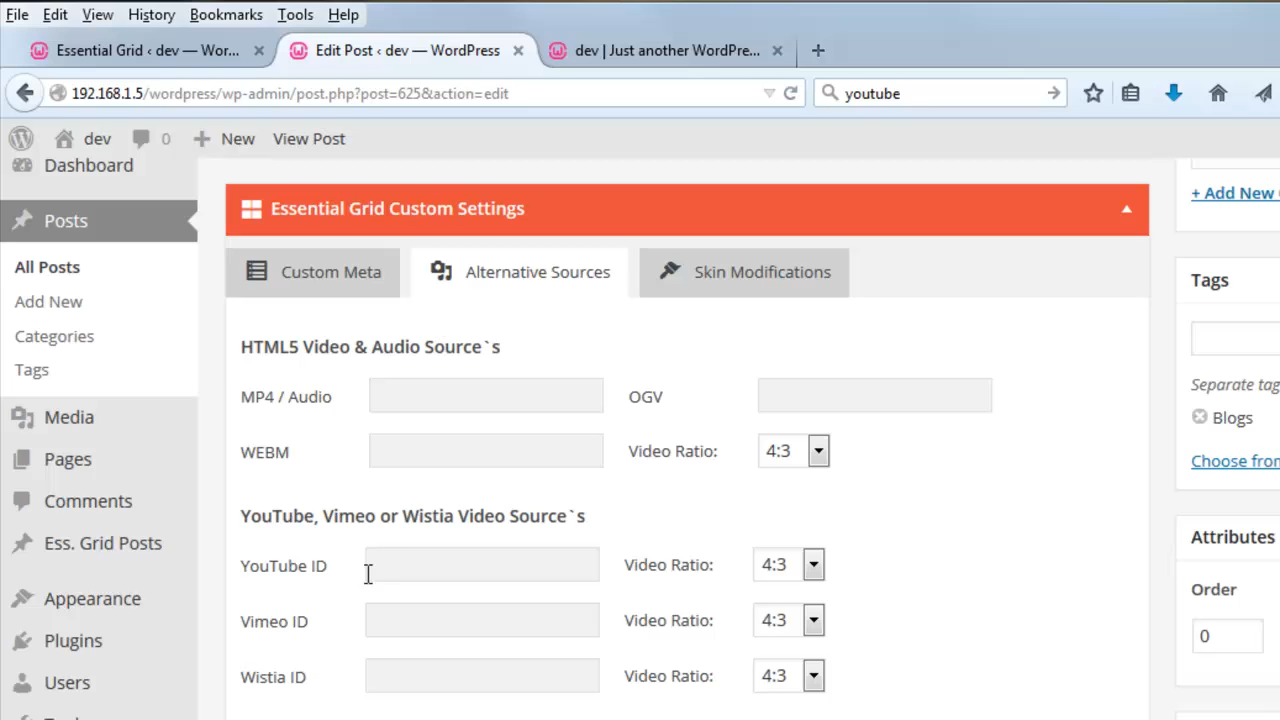 File Edit View History Bookmarks Tools Help
Essential Grid ‹ dev — Wor... Edit Post ‹ dev — WordPress dev | Just another WordPre...
192.168.1.5/wordpress/wp-admin/post.php?post=625&action=edit youtube
dev 0 New View Post
Dashboard
+ Add New
Essential Grid Custom Settings
Posts
Custom Meta Alternative Sources Skin Modifications
All Posts
Tags
Add New
HTML5 Video & Audio Source`s
Categories
Tags
Separate tag
MP4 / Audio OGV
Media
Blogs
WEBM Video Ratio: 4:3
Pages
Choose from
Comments
YouTube, Vimeo or Wistia Video Source`s
Ess. Grid Posts
Attributes
YouTube ID Video Ratio: 4:3
Order
Appearance
Vimeo ID Video Ratio: 4:3
0
Plugins
Wistia ID Video Ratio: 4:3
Users